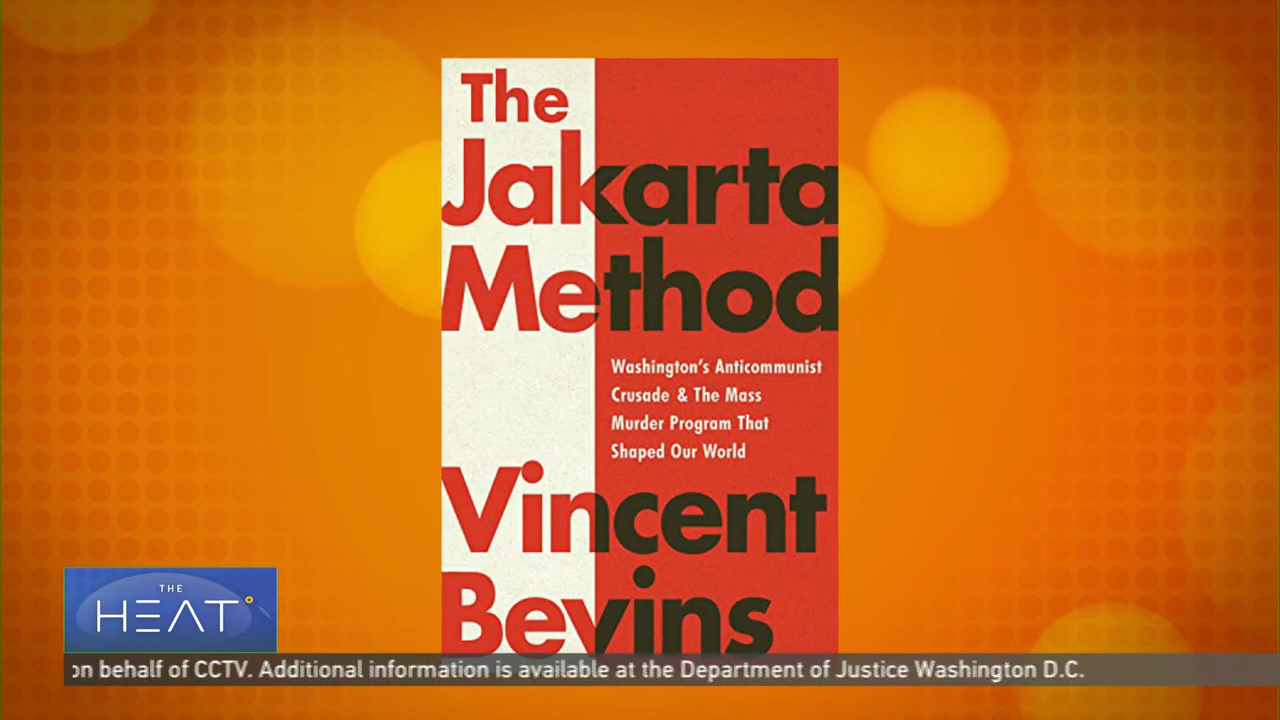 The
Jakarta
Method
Washington's Anticommunist
Crusade & The Mass
Murder Program That
Shaped Our World
Vincent
Bevins
THE
HEAT
on behalf of CCTV. Additional information is available at the Department of Justice Washington D.C.